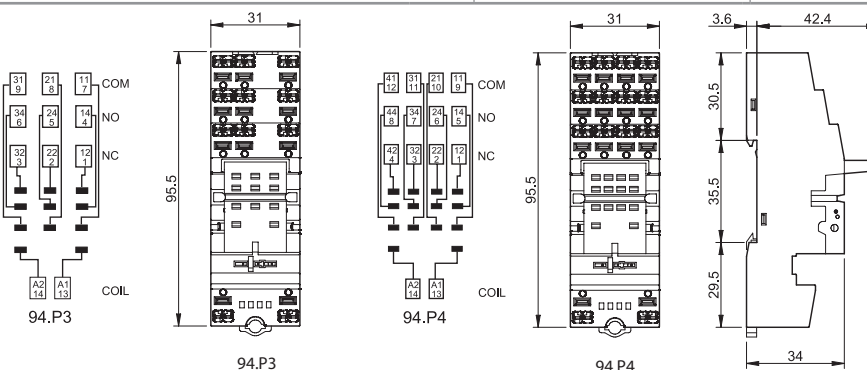 31
31
3.6 42.4
31 21 11
9 8 7
COM
34 24 14
6 5 4
NO
32 22 12
3 2 1
NC
A2 A1
14 13
COIL
94.P3
95.5
94.P3
41 31 21 11
12 11 10 9
COM
44 34 24 14
8 7 6 5
NO
42 32 22 12
4 3 2 1
NC
A2 A1
14 13
COIL
94.P4
95.5
94.P4
30.5
35.5
29.5
34